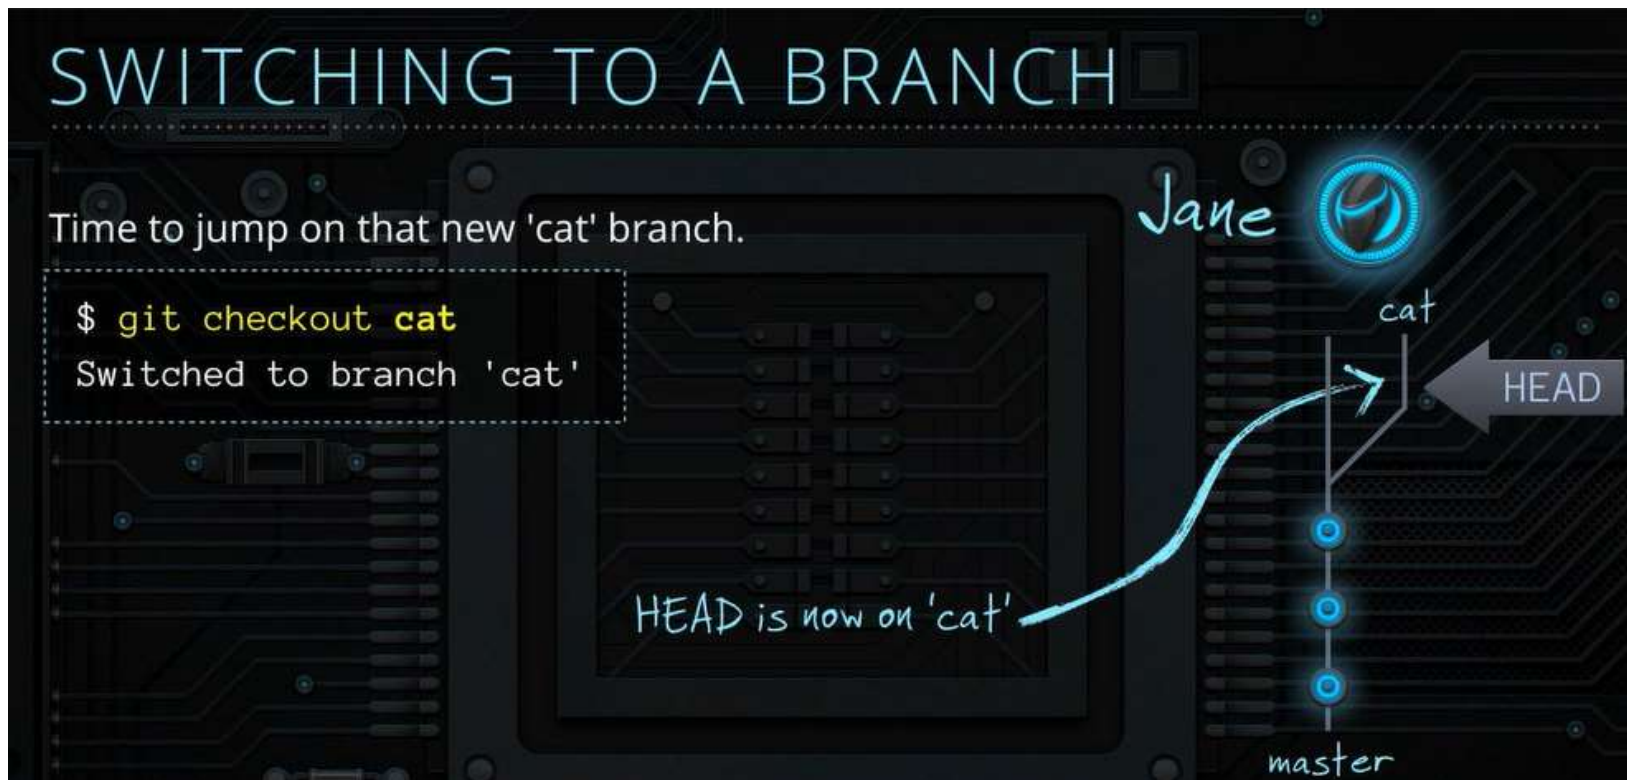 SWITCHING TO A BRANCH
Jane
Time to jump on that new 'cat' branch.
$ git checkout cat
Switched to branch 'cat'
cat
HEAD
HEAD is now on 'cat'
master